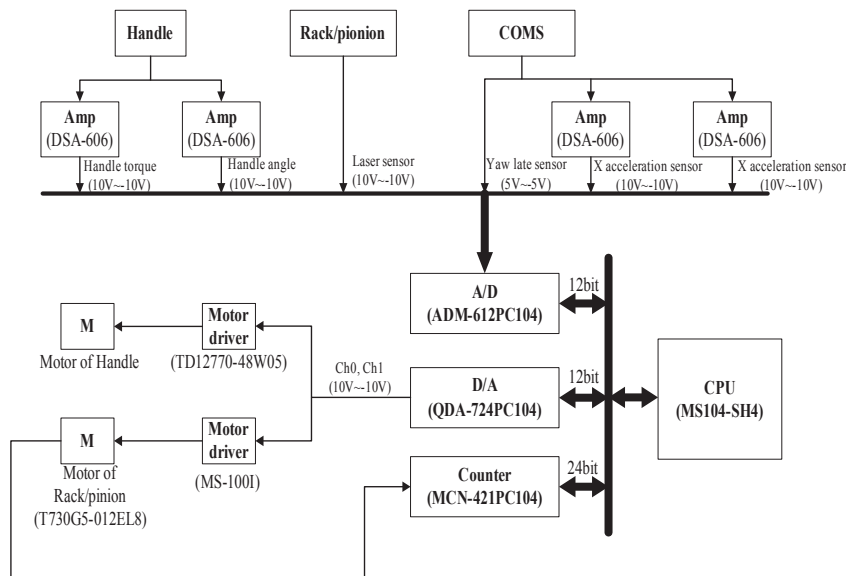 Handle
Rack/pionion
COMS
Amp
(DSA-606)
Amp
(DSA-606)
Amp
(DSA-606)
Amp
(DSA-606)
Handle torque
(10V~-10V)
Handle angle
(10V~-10V)
Laser sensor
(10V~-10V)
Yaw late sensor
(5V~-5V)
X acceleration sensor
(10V~-10V)
X acceleration sensor
(10V~-10V)
A/D
(ADM-612PC104)
12bit
M
Motor of Handle
Motor
driver
(TD12770-48W05)
Ch0, Ch1
(10V~-10V)
D/A
(QDA-724PC104)
12bit
CPU
(MS104-SH4)
M
Motor of
Rack/pinion
(T730G5-012EL8)
Motor
driver
(MS-100I)
Counter
(MCN-421PC104)
24bit